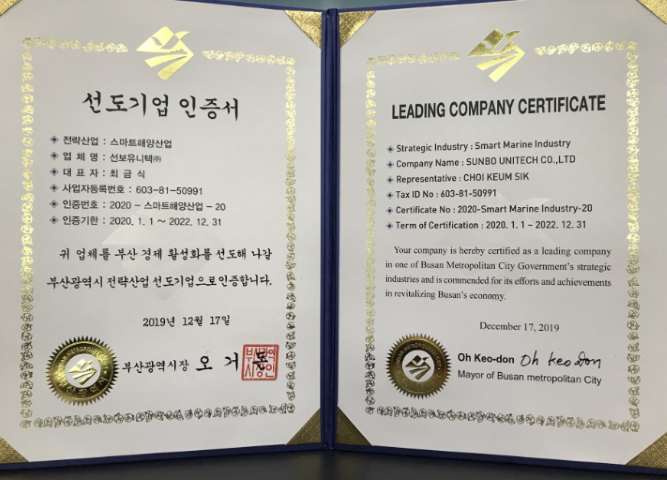 선도기업 인증서
전략산업 : 스마트해양산업
업 체 명 : 선보유니텍㈜
대 표 자 : 최 금 식
사업자등록번호 : 603-81-50991
인증번호 : 2020 - 스마트해양산업 - 20
인증기한 : 2020. 1. 1 ~ 2022. 12. 31
귀 업체를 부산 경제 활성화를 선도해 나갈
부산광역시 전략산업 선도기업으로 인증합니다.
2019년 12월 17일
부산광역시장 오 거 돈
LEADING COMPANY CERTIFICATE
Strategic Industry : Smart Marine Industry
Company Name : SUNBO UNITECH CO.,LTD
Representative : CHOI KEUM SIK
Tax ID No : 603-81-50991
Certificate No : 2020-Smart Marine Industry-20
Term of Certification : 2020. 1. 1 ~ 2022. 12. 31
Your company is hereby certified as a leading company
in one of Busan Metropolitan City Government's strategic
industries and is commended for its efforts and achievements
in revitalizing Busan's economy.
December 17, 2019
Oh Keo-don Oh Keo don
Mayor of Busan metropolitan City